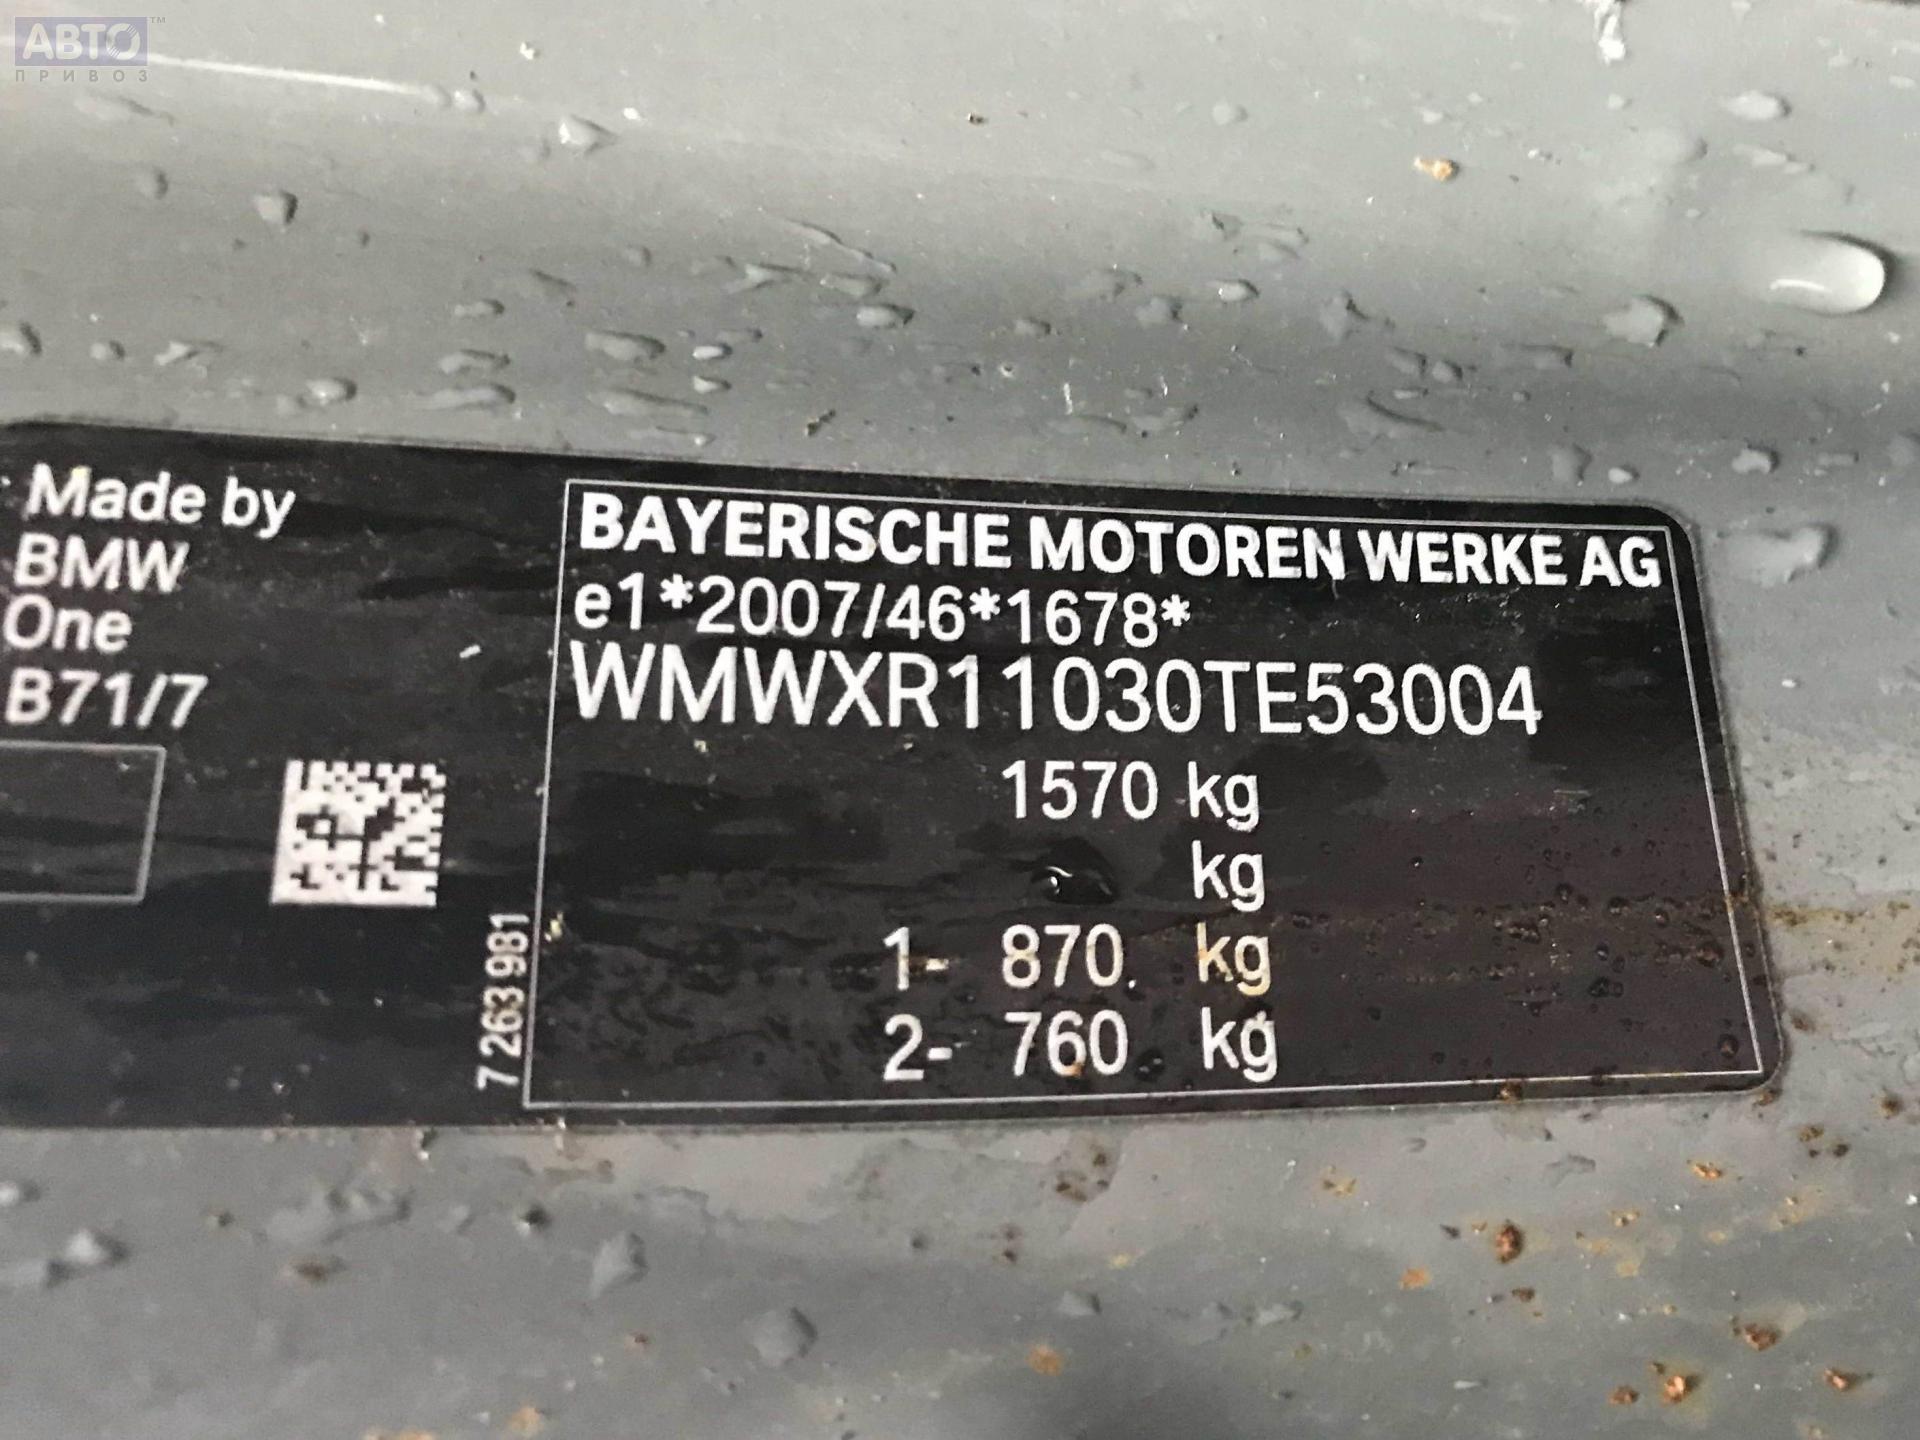 АВТО™
ПРИВОЗ
Made by
BMW
One
B71/7
7 263 981
BAYERISCHE MOTOREN WERKE AG
e1*2007/46*1678*
WMWXR11030TE53004
1570 kg
kg
1- 870 kg
2- 760 kg